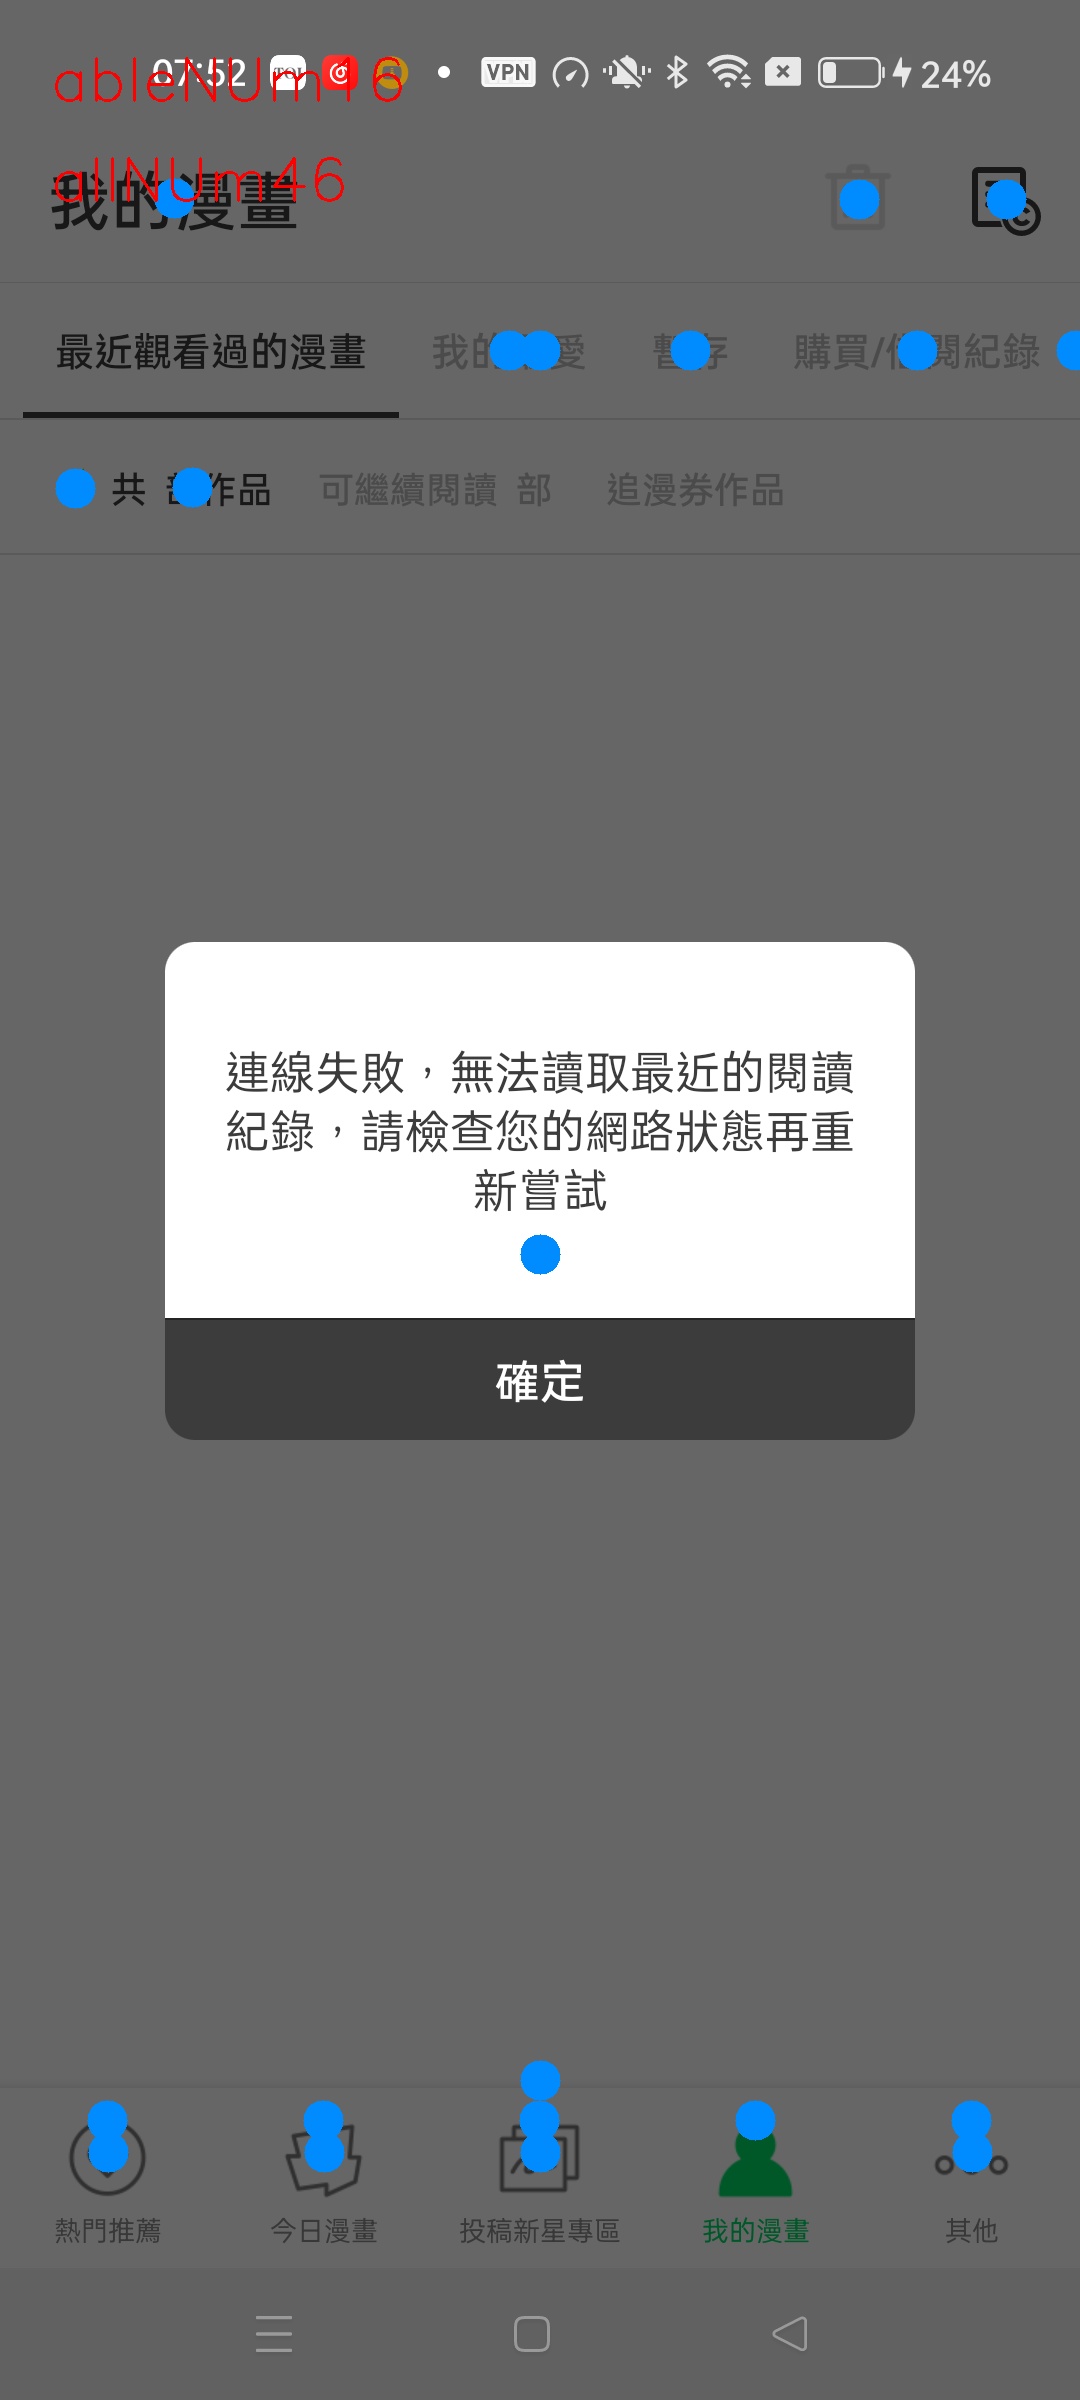 07:52 VPN 24%
ableNUm16
allNUm46
我的漫畫
最近觀看過的漫畫 我的 愛 暫存 購買/借閱紀錄
共 部作品 可繼續閱讀 部 追漫券作品
連線失敗，無法讀取最近的閱讀
紀錄，請檢查您的網路狀態再重
新嘗試
確定
熱門推薦 今日漫畫 投稿新星專區 我的漫畫 其他